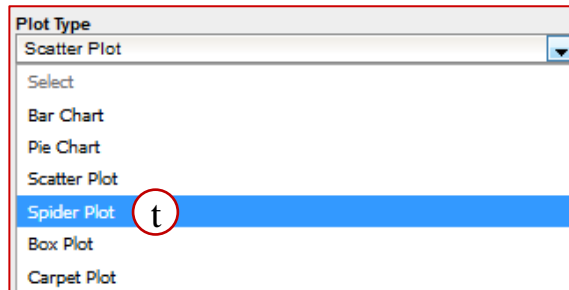 Plot Type
Scatter Plot
Select
Bar Chart
Pie Chart
Scatter Plot
Spider Plot t
Box Plot
Carpet Plot